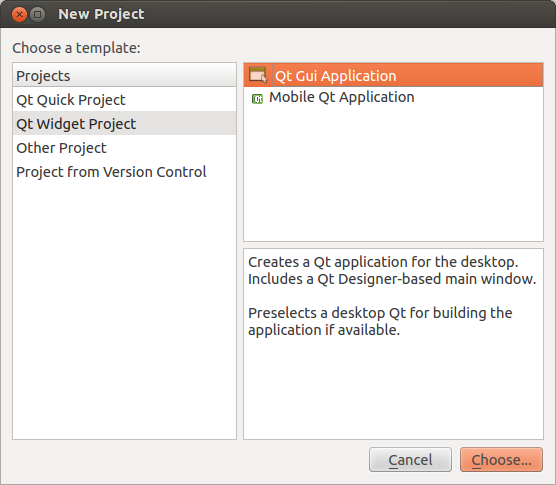 New Project
Choose a template:
Projects
Qt Quick Project
Qt Widget Project
Other Project
Project from Version Control
Qt Gui Application
Mobile Qt Application
Creates a Qt application for the desktop.
Includes a Qt Designer-based main window.
Preselects a desktop Qt for building the
application if available.
Cancel
Choose...